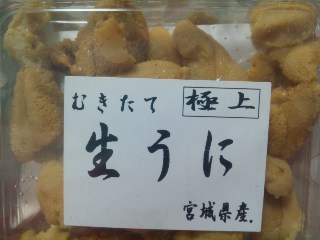 むきたて 極上
生うに
宮城県産.